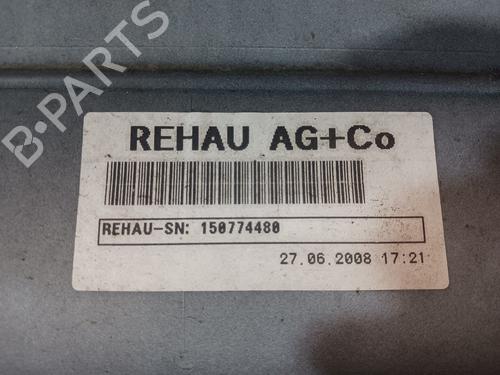 B-PARTS
REHAU AG+Co
REHAU-SN: 150774480
27.06.2008 17:21